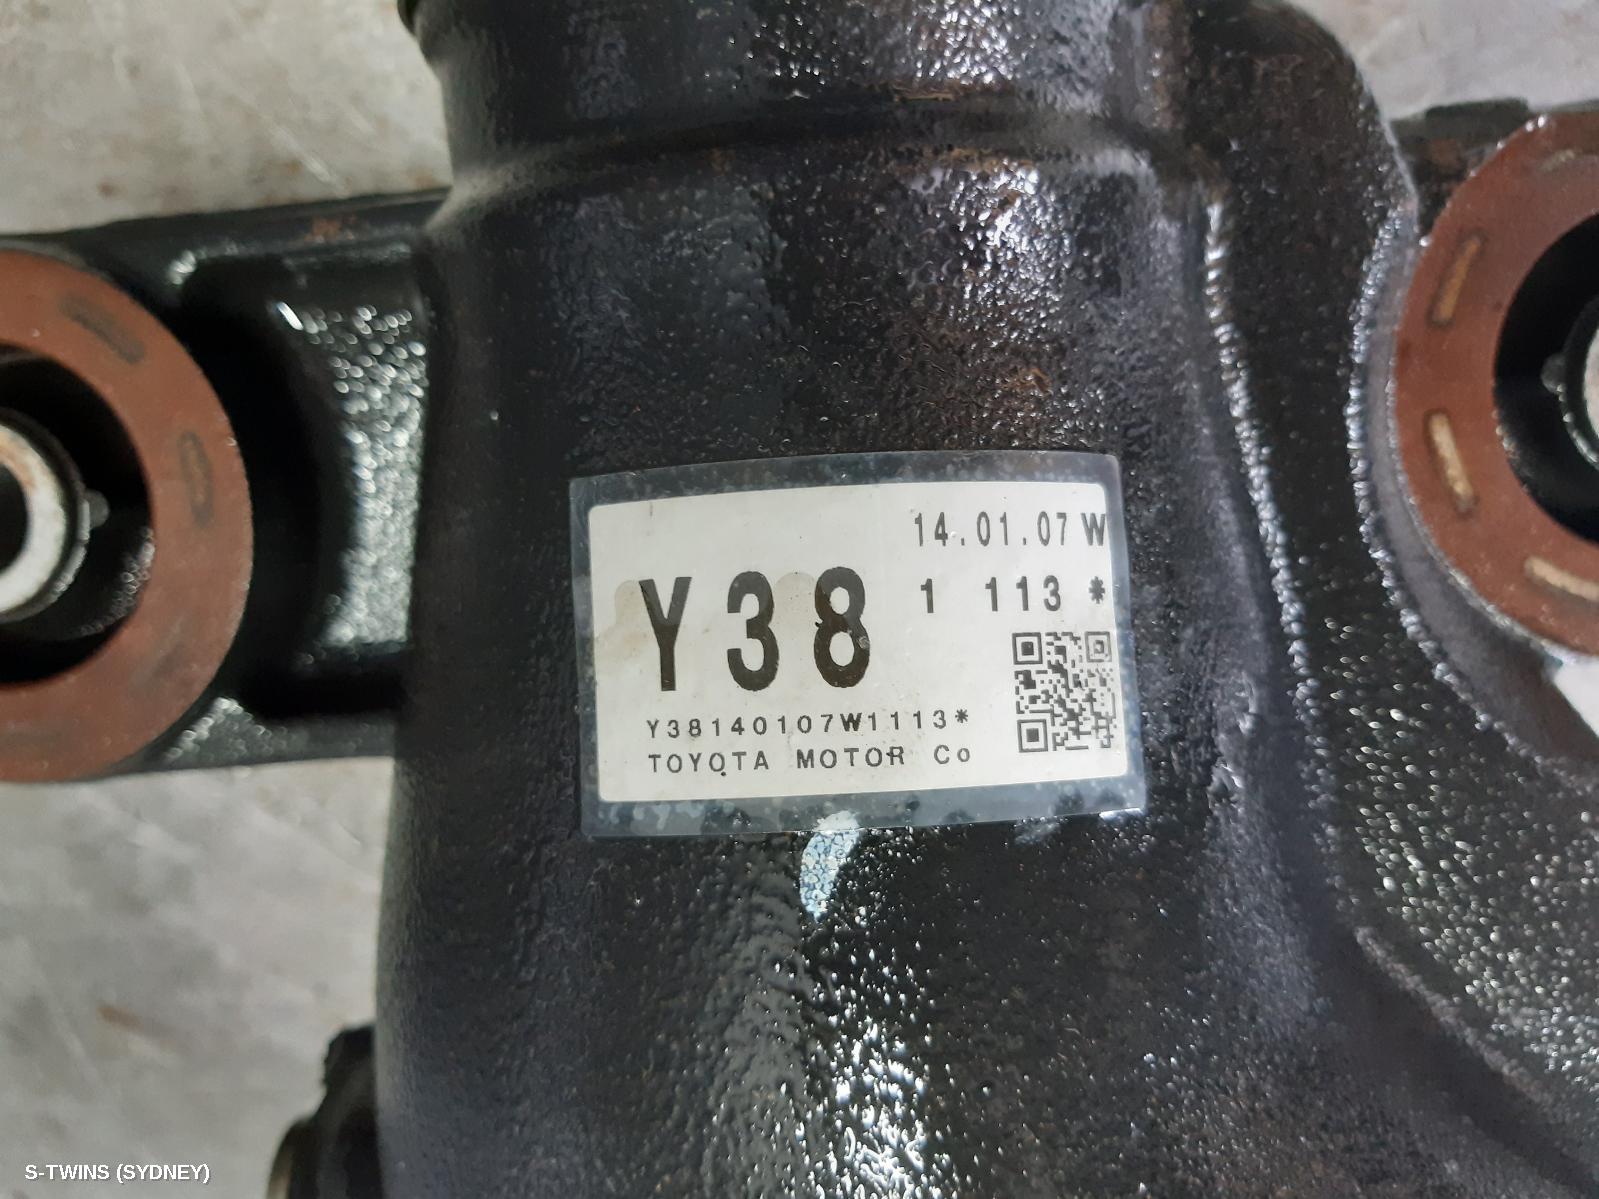 14.01.07 W
Y38 1 113*
Y38140107W1113*
TOYOTA MOTOR Co
S-TWINS (SYDNEY)